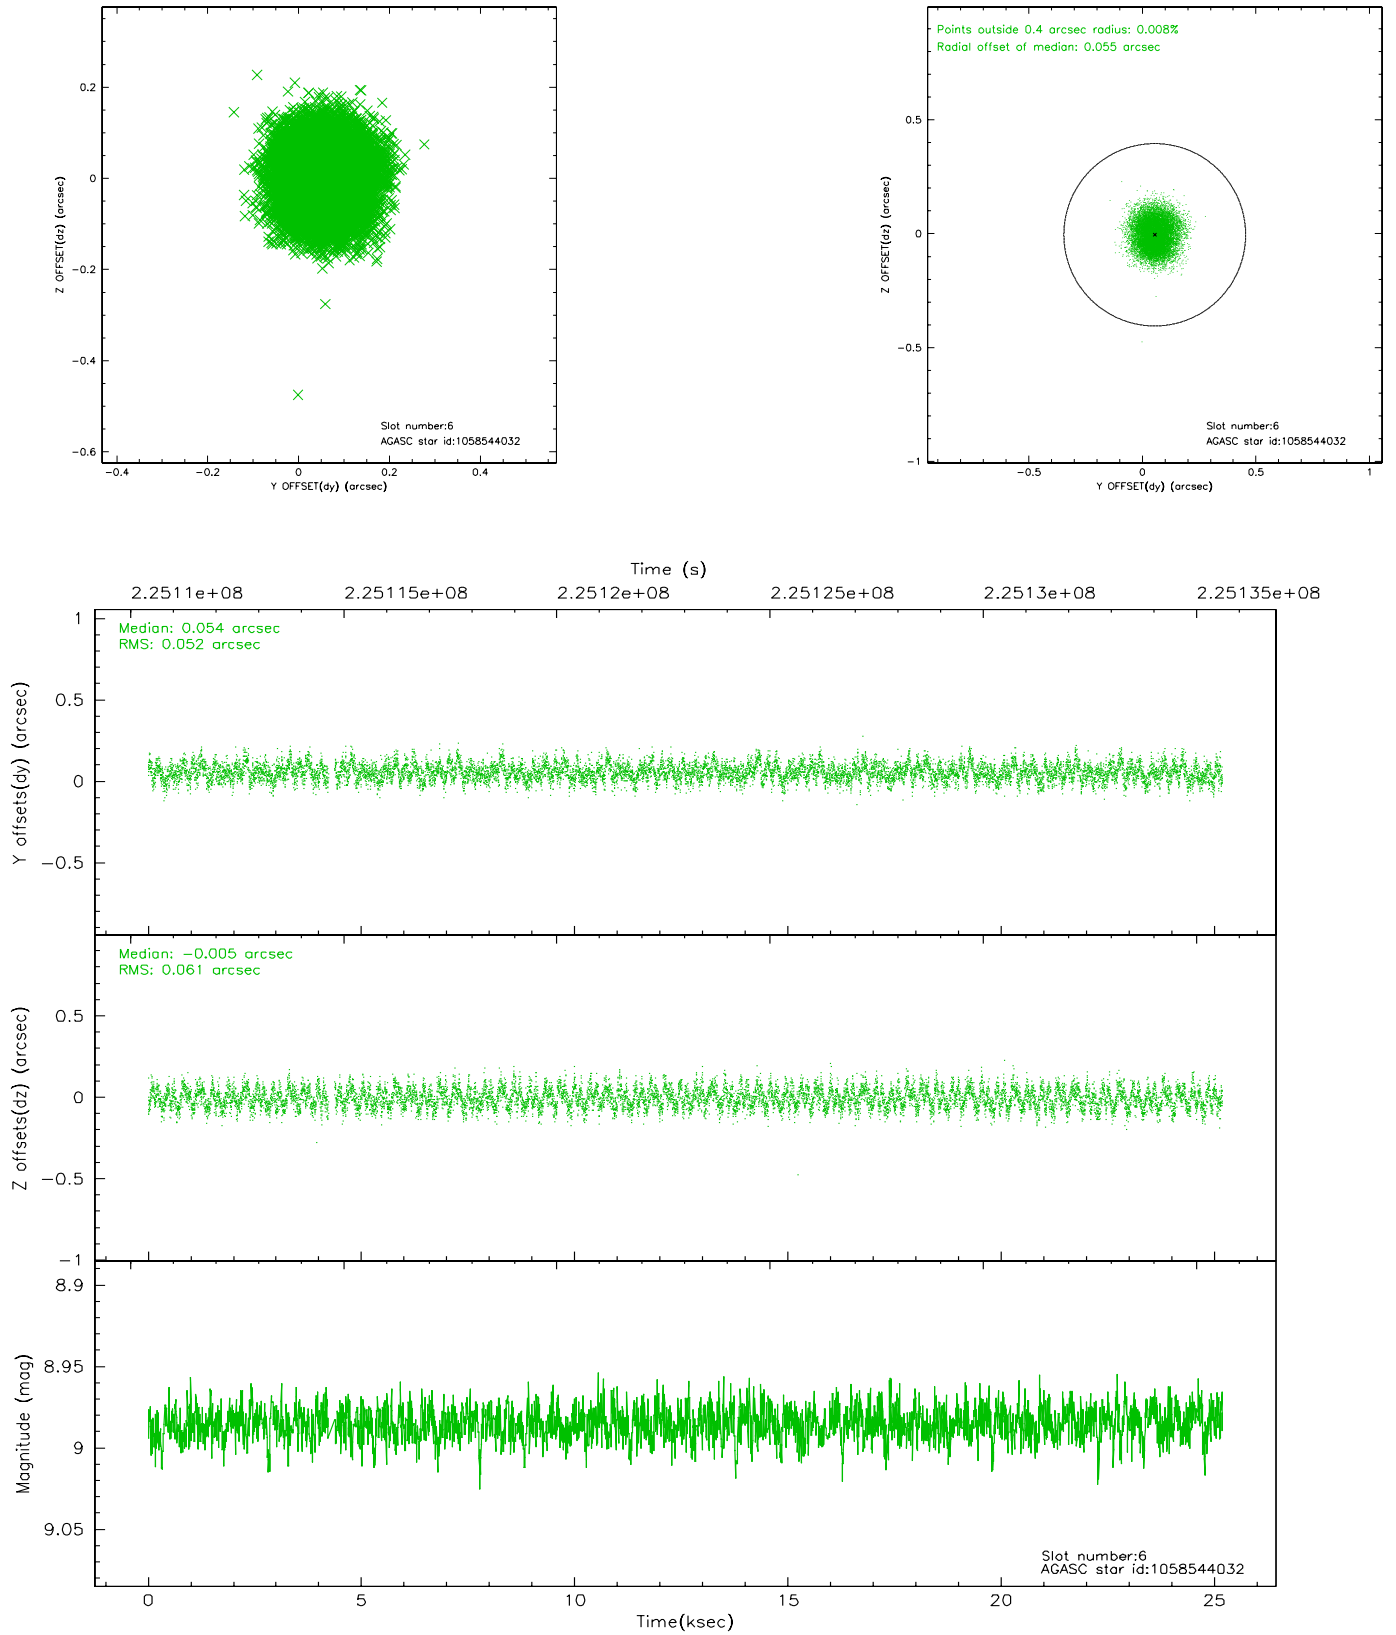 0.2
0
-0.2
-0.4
-0.6
Z OFFSET(dz) (arcsec)
Slot number:6
AGASC star id:1058544032
-0.4 -0.2 0 0.2 0.4
Y OFFSET(dy) (arcsec)
Points outside 0.4 arcsec radius: 0.008%
Radial offset of median: 0.055 arcsec
0.5
0
-0.5
-1
Z OFFSET(dz) (arcsec)
Slot number:6
AGASC star id:1058544032
-0.5 0 0.5 1
Y OFFSET(dy) (arcsec)
Time (s)
2.2511e+08 2.25115e+08 2.2512e+08 2.25125e+08 2.2513e+08 2.25135e+08
Median: 0.054 arcsec
RMS: 0.052 arcsec
1
0.5
0
-0.5
Y offsets(dy) (arcsec)
Median: -0.005 arcsec
RMS: 0.061 arcsec
0.5
0
-0.5
-1
Z offsets(dz) (arcsec)
8.9
8.95
9
9.05
Magnitude (mag)
Slot number:6
AGASC star id:1058544032
0 5 10 15 20 25
Time(ksec)